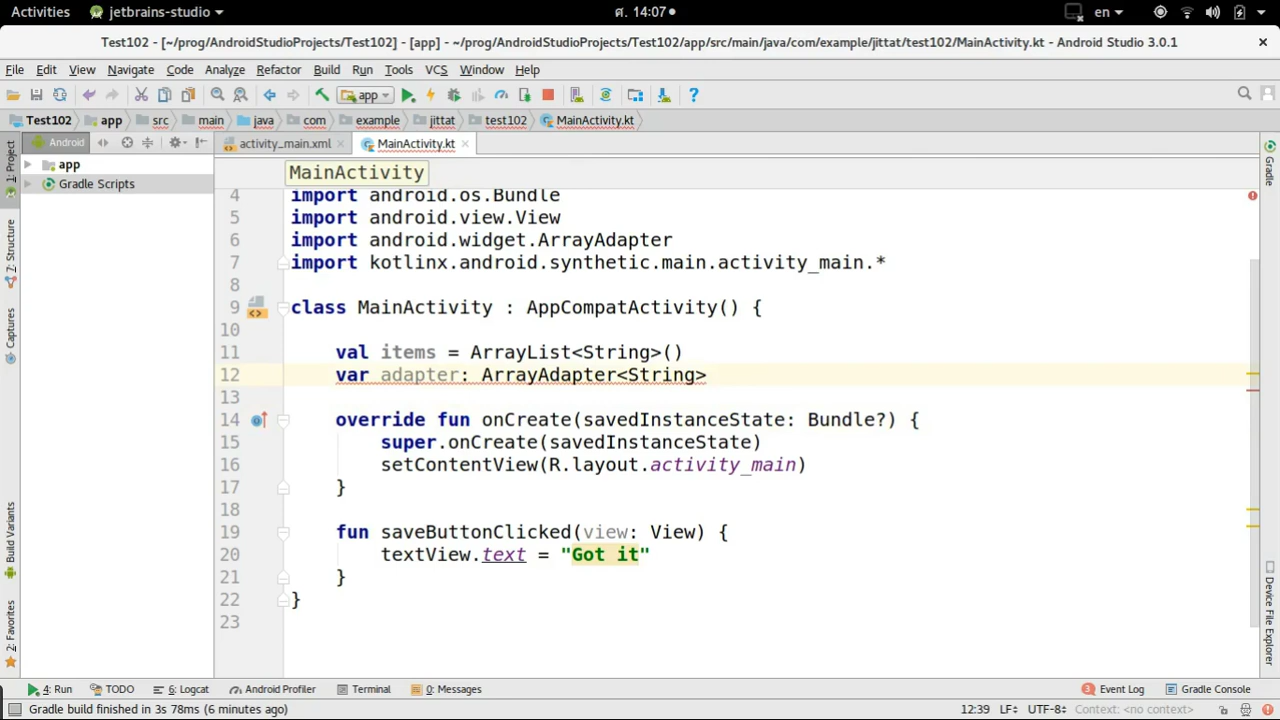 Activities jetbrains-studio ศ. 14:07 en
Test102 - [~/prog/AndroidStudioProjects/Test102] - [app] - ~/prog/AndroidStudioProjects/Test102/app/src/main/java/com/example/jittat/test102/MainActivity.kt - Android Studio 3.0.1
File Edit View Navigate Code Analyze Refactor Build Run Tools VCS Window Help
app
Test102 app src main java com example jittat test102 MainActivity.kt
Android activity_main.xml MainActivity.kt
app
Gradle Scripts
1: Project
7: Structure
Captures
Build Variants
2: Favorites
MainActivity
4 import android.os.Bundle
5 import android.view.View
6 import android.widget.ArrayAdapter
7 import kotlinx.android.synthetic.main.activity_main.*
8
9 class MainActivity : AppCompatActivity() {
10
11 val items = ArrayList<String>()
12 var adapter: ArrayAdapter<String>
13
14 override fun onCreate(savedInstanceState: Bundle?) {
15 super.onCreate(savedInstanceState)
16 setContentView(R.layout.activity_main)
17 }
18
19 fun saveButtonClicked(view: View) {
20 textView.text = "Got it"
21 }
22 }
23
Gradle
Device File Explorer
4: Run TODO 6: Logcat Android Profiler Terminal 0: Messages 3 Event Log Gradle Console
Gradle build finished in 3s 78ms (6 minutes ago) 12:39 LF UTF-8 Context: <no context>